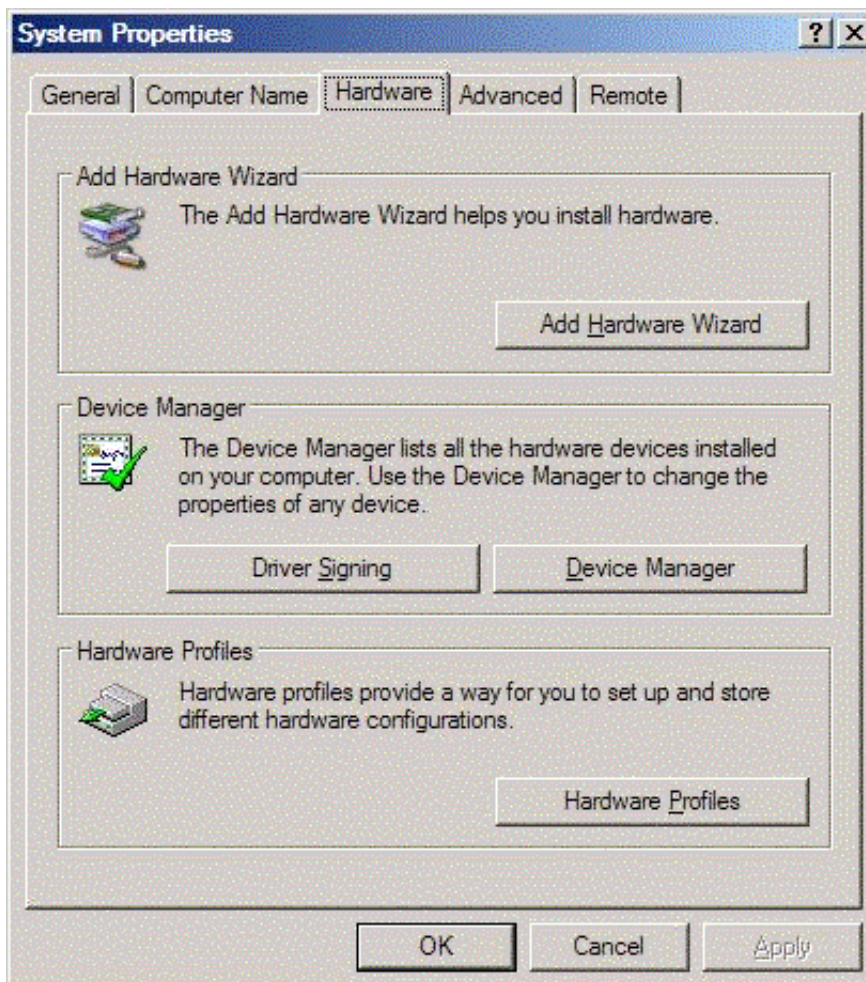 System Properties
General
Computer Name
Hardware
Advanced
Remote
Add Hardware Wizard
The Add Hardware Wizard helps you install hardware.
Add Hardware Wizard
Device Manager
The Device Manager lists all the hardware devices installed
on your computer. Use the Device Manager to change the
properties of any device.
Driver Signing
Device Manager
Hardware Profiles
Hardware profiles provide a way for you to set up and store
different hardware configurations.
Hardware Profiles
OK
Cancel
Apply